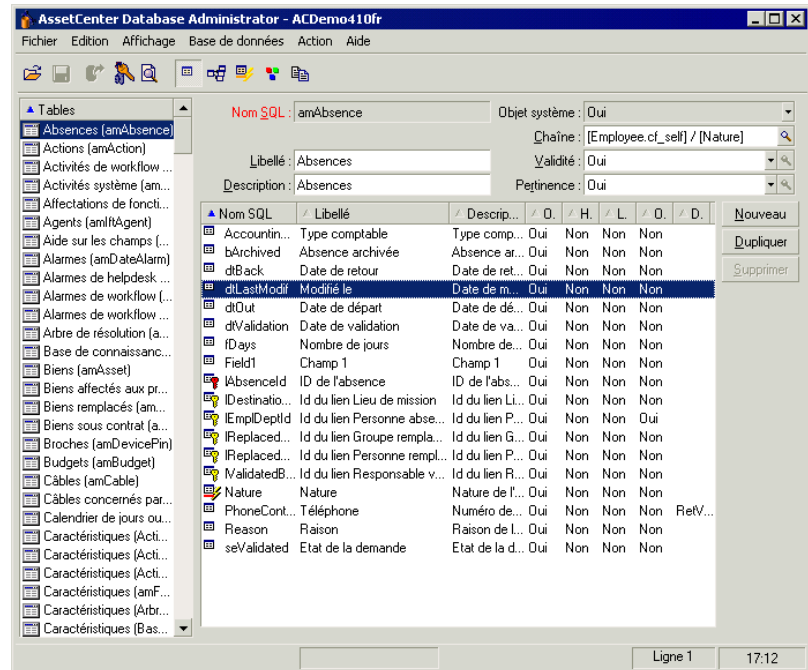 AssetCenter Database Administrator - ACDemo410fr
Fichier Edition Affichage Base de données Action Aide
Tables
Absences (amAbsence)
Actions (amAction)
Activités de workflow ...
Activités système (am...
Affectations de foncti...
Agents (amIftAgent)
Aide sur les champs (...
Alarmes (amDateAlarm)
Alarmes de helpdesk ...
Alarmes de workflow (...
Alarmes de workflow (...
Arbre de résolution (a...
Base de connaissanc...
Biens (amAsset)
Biens affectés aux pr...
Biens remplacés (am...
Biens sous contrat (a...
Broches (amDevicePin)
Budgets (amBudget)
Câbles (amCable)
Câbles concernés par...
Calendrier de jours ou...
Caractéristiques (Acti...
Caractéristiques (Acti...
Caractéristiques (Acti...
Caractéristiques (amF...
Caractéristiques (Arbr...
Caractéristiques (Bas...
Nom SQL : amAbsence Objet système : Oui
Chaîne : [Employee.cf_self] / [Nature]
Libellé : Absences Validité : Oui
Description : Absences Pertinence : Oui
Nom SQL Libellé Descrip... O. H. L. O. D.
Accountin... Type comptable Type comp... Oui Non Non Non
bArchived Absence archivée Absence ar... Oui Non Non Non
dtBack Date de retour Date de ret... Oui Non Non Non
dtLastModif Modifié le Date de m... Oui Non Non Non
dtOut Date de départ Date de dé... Oui Non Non Non
dtValidation Date de validation Date de va... Oui Non Non Non
fDays Nombre de jours Nombre de... Oui Non Non Non
Field1 Champ 1 Champ 1 Oui Non Non Non
lAbsenceId ID de l'absence ID de l'abs... Oui Non Non Non
lDestinatio... Id du lien Lieu de mission Id du lien Li... Oui Non Non Non
lEmplDeptId Id du lien Personne abse... Id du lien P... Oui Non Non Oui
lReplaced... Id du lien Groupe rempla... Id du lien G... Oui Non Non Non
lReplaced... Id du lien Personne rempl... Id du lien P... Oui Non Non Non
lValidatedB... Id du lien Responsable v... Id du lien R... Oui Non Non Non
Nature Nature Nature de l'... Oui Non Non Non
PhoneCont... Téléphone Numéro de... Oui Non Non Non RetV...
Reason Raison Raison de l... Oui Non Non Non
seValidated Etat de la demande Etat de la d... Oui Non Non Non
Nouveau
Dupliquer
Supprimer
Ligne 1 17:12